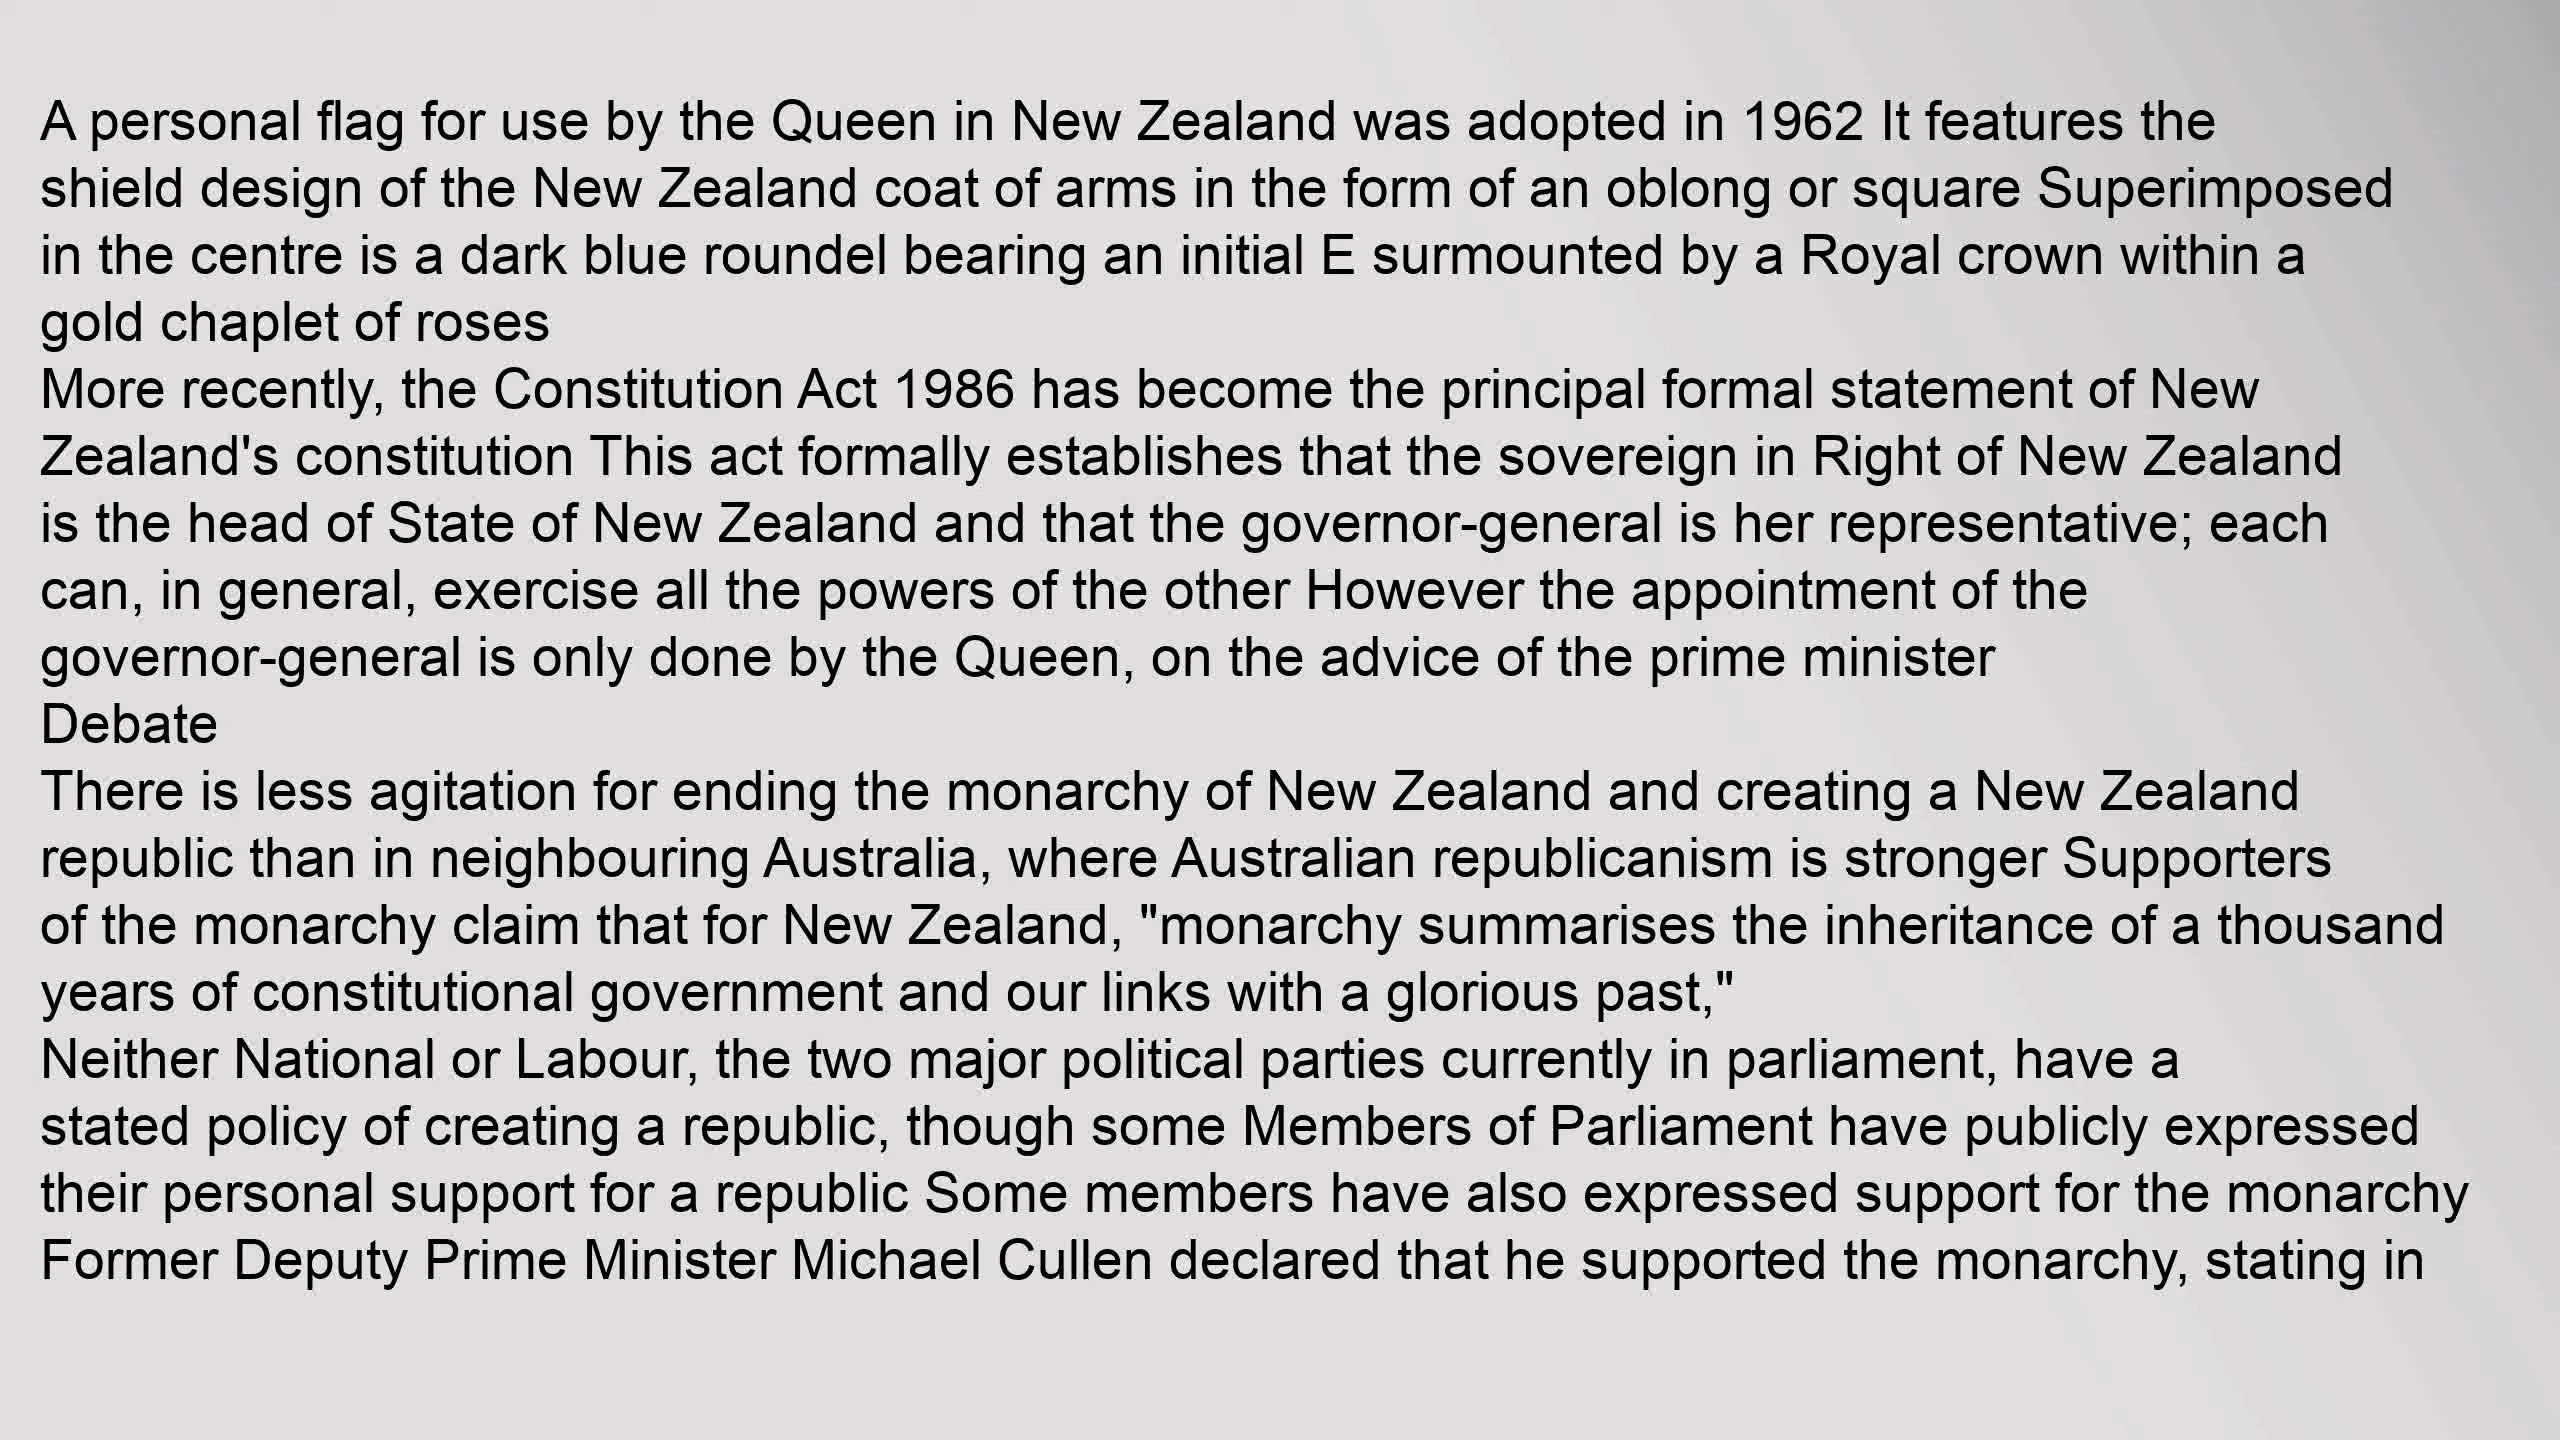 A personal flag for use by the Queen in New Zealand was adopted in 1962 It features the
shield design of the New Zealand coat of arms in the form of an oblong or square Superimposed
in the centre is a dark blue roundel bearing an initial E surmounted by a Royal crown within a
gold chaplet of roses
More recently, the Constitution Act 1986 has become the principal formal statement of New
Zealand's constitution This act formally establishes that the sovereign in Right of New Zealand
is the head of State of New Zealand and that the governor-general is her representative; each
can, in general, exercise all the powers of the other However the appointment of the
governor-general is only done by the Queen, on the advice of the prime minister
Debate
There is less agitation for ending the monarchy of New Zealand and creating a New Zealand
republic than in neighbouring Australia, where Australian republicanism is stronger Supporters
of the monarchy claim that for New Zealand, "monarchy summarises the inheritance of a thousand
years of constitutional government and our links with a glorious past,"
Neither National or Labour, the two major political parties currently in parliament, have a
stated policy of creating a republic, though some Members of Parliament have publicly expressed
their personal support for a republic Some members have also expressed support for the monarchy
Former Deputy Prime Minister Michael Cullen declared that he supported the monarchy, stating in